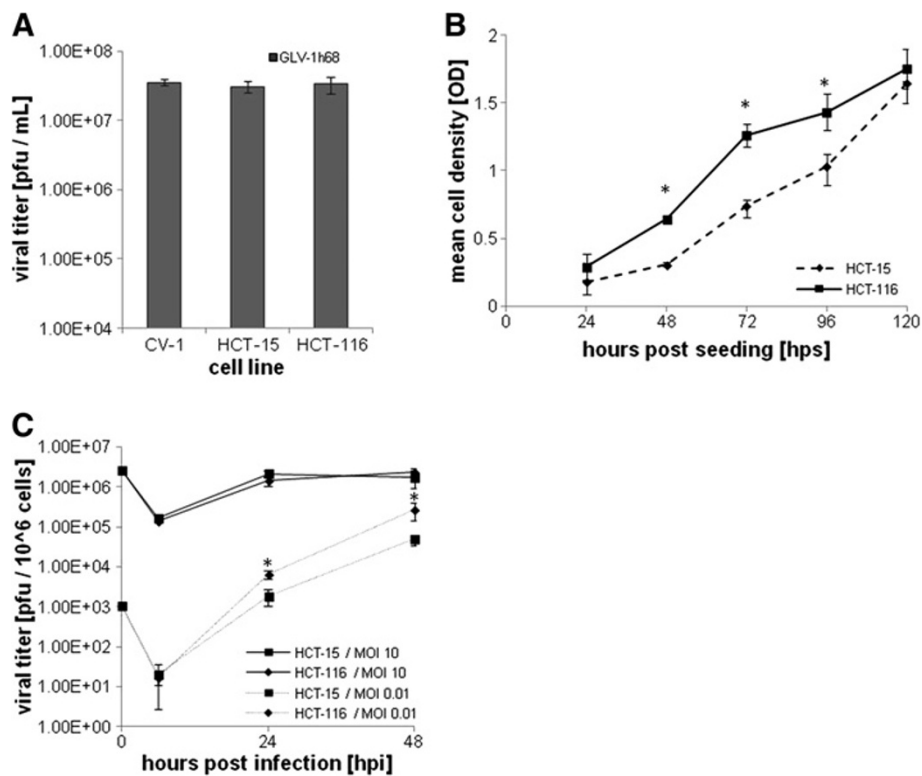 A
1.00E+08
1.00E+07
1.00E+06
1.00E+05
1.00E+04
viral titer [pfu / mL]
GLV-1h68
CV-1 HCT-15 HCT-116
cell line
B
2
1.5
1
0.5
0
mean cell density [OD]
* * *
HCT-15
HCT-116
0 24 48 72 96 120
hours post seeding [hps]
C
1.00E+07
1.00E+06
1.00E+05
1.00E+04
1.00E+03
1.00E+02
1.00E+01
1.00E+00
viral titer [pfu / 10^6 cells]
* *
HCT-15 / MOI 10
HCT-116 / MOI 10
HCT-15 / MOI 0.01
HCT-116 / MOI 0.01
0 24 48
hours post infection [hpi]